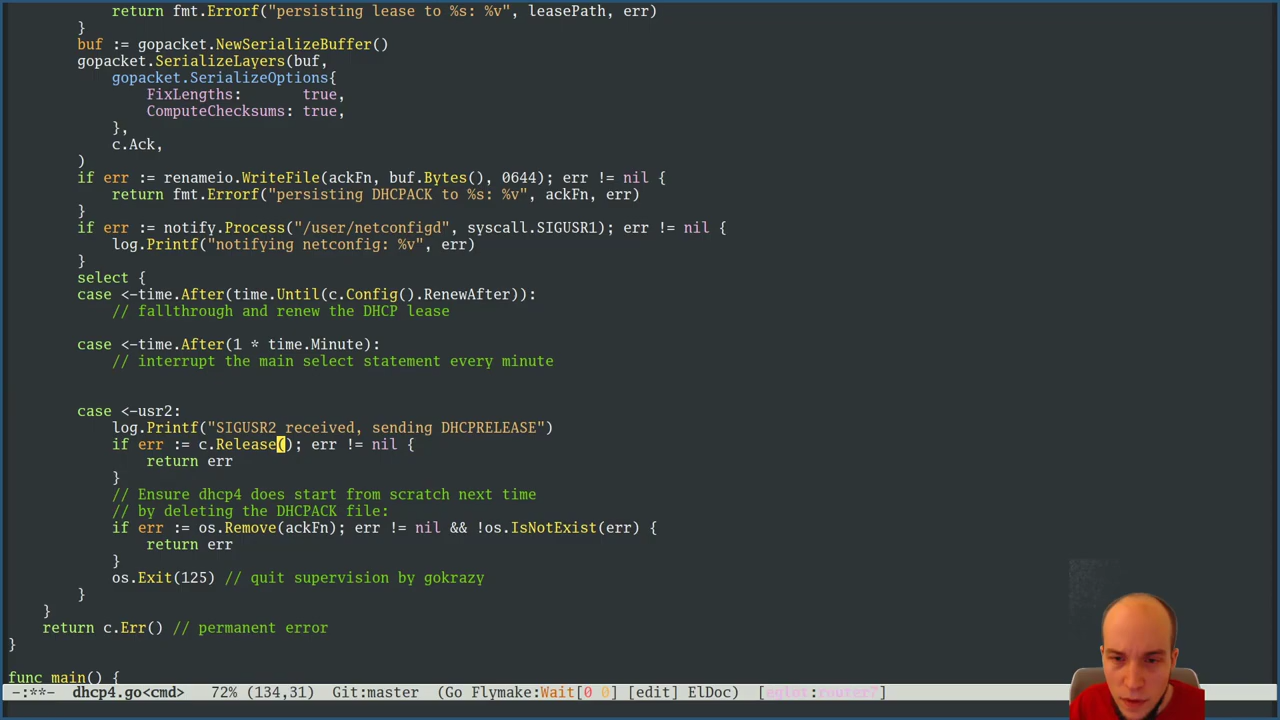 return fmt.Errorf("persisting lease to %s: %v", leasePath, err)
}
buf := gopacket.NewSerializeBuffer()
gopacket.SerializeLayers(buf,
gopacket.SerializeOptions{
FixLengths:       true,
ComputeChecksums: true,
},
c.Ack,
)
if err := renameio.WriteFile(ackFn, buf.Bytes(), 0644); err != nil {
return fmt.Errorf("persisting DHCPACK to %s: %v", ackFn, err)
}
if err := notify.Process("/user/netconfigd", syscall.SIGUSR1); err != nil {
log.Printf("notifying netconfig: %v", err)
}
select {
case <-time.After(time.Until(c.Config().RenewAfter)):
// fallthrough and renew the DHCP lease
case <-time.After(1 * time.Minute):
// interrupt the main select statement every minute
case <-usr2:
log.Printf("SIGUSR2 received, sending DHCPRELEASE")
if err := c.Release(); err != nil {
return err
}
// Ensure dhcp4 does start from scratch next time
// by deleting the DHCPACK file:
if err := os.Remove(ackFn); err != nil && !os.IsNotExist(err) {
return err
}
os.Exit(125) // quit supervision by gokrazy
}
}
return c.Err() // permanent error
}
func main() {
-:**-  dhcp4.go<cmd>   72% (134,31)  Git:master  (Go Flymake:Wait[0 0] [edit] ElDoc)  [eglot:router7]